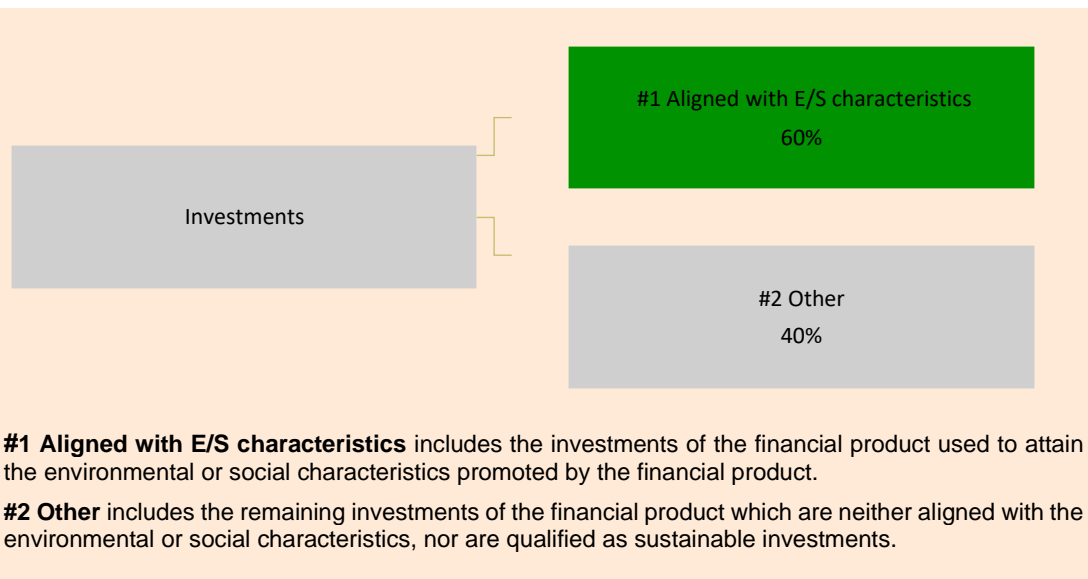 #1 Aligned with E/S characteristics
60%
Investments
#2 Other
40%
#1 Aligned with E/S characteristics includes the investments of the financial product used to attain
the environmental or social characteristics promoted by the financial product.
#2 Other includes the remaining investments of the financial product which are neither aligned with the
environmental or social characteristics, nor are qualified as sustainable investments.